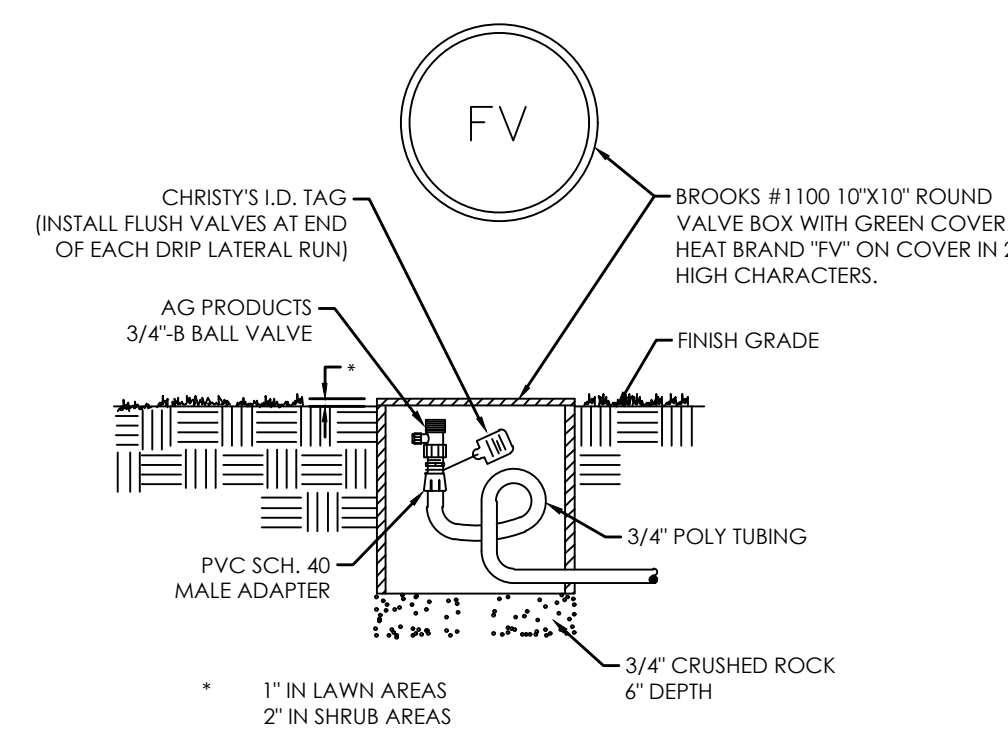 FV
CHRISTY'S I.D. TAG
(INSTALL FLUSH VALVES AT END
OF EACH DRIP LATERAL RUN)
BROOKS #1100 10"X10" ROUND
VALVE BOX WITH GREEN COVER
HEAT BRAND "FV" ON COVER IN
HIGH CHARACTERS.
AG PRODUCTS
3/4"-B BALL VALVE
FINISH GRADE
*
3/4" POLY TUBING
PVC SCH. 40
MALE ADAPTER
3/4" CRUSHED ROCK
6" DEPTH
* 1" IN LAWN AREAS
2" IN SHRUB AREAS